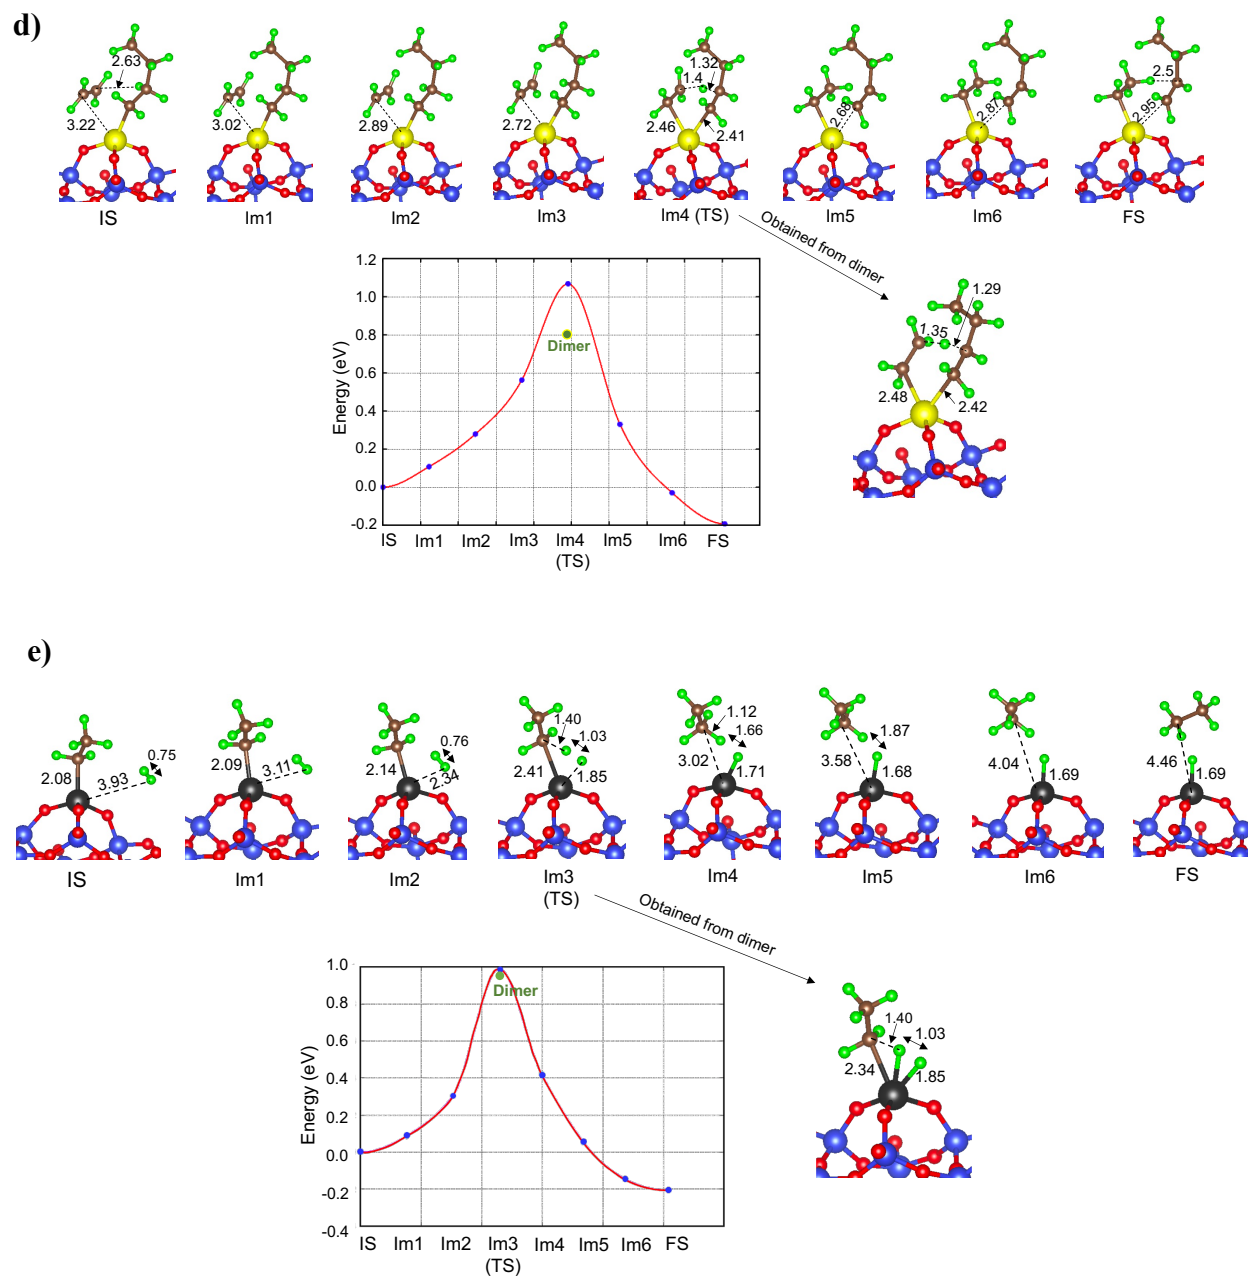 d)
2.63
3.22
3.02
2.89
2.72
1.4
1.32
2.46
2.41
2.68
2.87
2.5
2.95
IS
Im1
Im2
Im3
Im4 (TS)
Im5
Im6
FS
Obtained from dimer
1.29
1.35
2.48
2.42
Energy (eV)
1.2
1.0
0.8
0.6
0.4
0.2
0.0
-0.2
Dimer
IS
Im1
Im2
Im3
Im4
(TS)
Im5
Im6
FS
e)
0.75
2.08
3.93
2.09
3.11
0.76
2.14
2.34
1.40
1.03
2.41
1.85
1.12
1.66
3.02
1.71
1.87
3.58
1.68
4.04
1.69
4.46
1.69
IS
Im1
Im2
Im3
(TS)
Im4
Im5
Im6
FS
Obtained from dimer
1.40
1.03
2.34
1.85
Energy (eV)
1.0
0.8
0.6
0.4
0.2
0.0
-0.2
-0.4
Dimer
IS
Im1
Im2
Im3
(TS)
Im4
Im5
Im6
FS